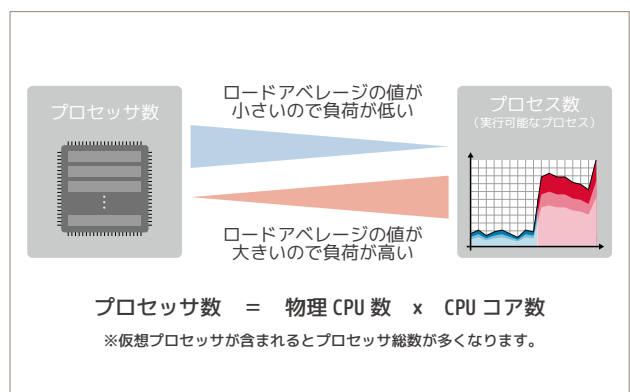 ロードアベレージの値が
小さいので負荷が低い
プロセッサ数
プロセス数
（実行可能なプロセス）
ロードアベレージの値が
大きいので負荷が高い
プロセッサ数 = 物理 CPU 数 x CPU コア数
※仮想プロセッサが含まれるとプロセッサ総数が多くなります。